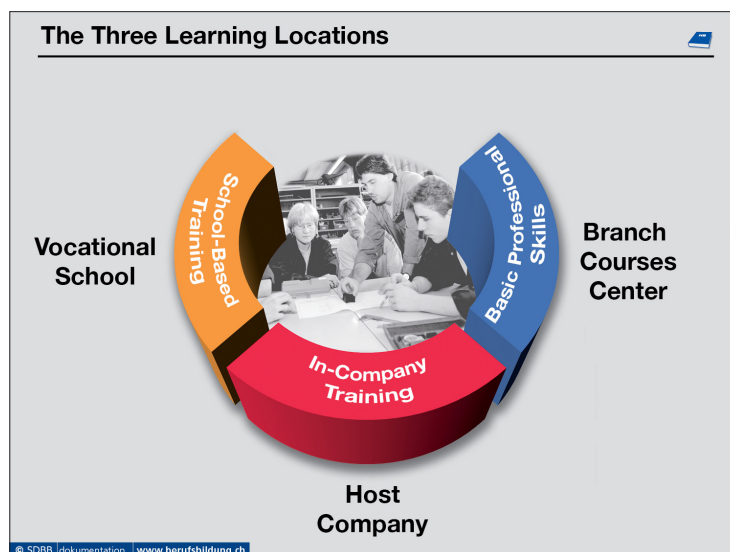 The Three Learning Locations
School-Based
Training
Basic Professional
Skills
Vocational
School
Branch
Courses
Center
In-Company
Training
Host
Company
© SDBB dokumentation www.berufsbildung.ch